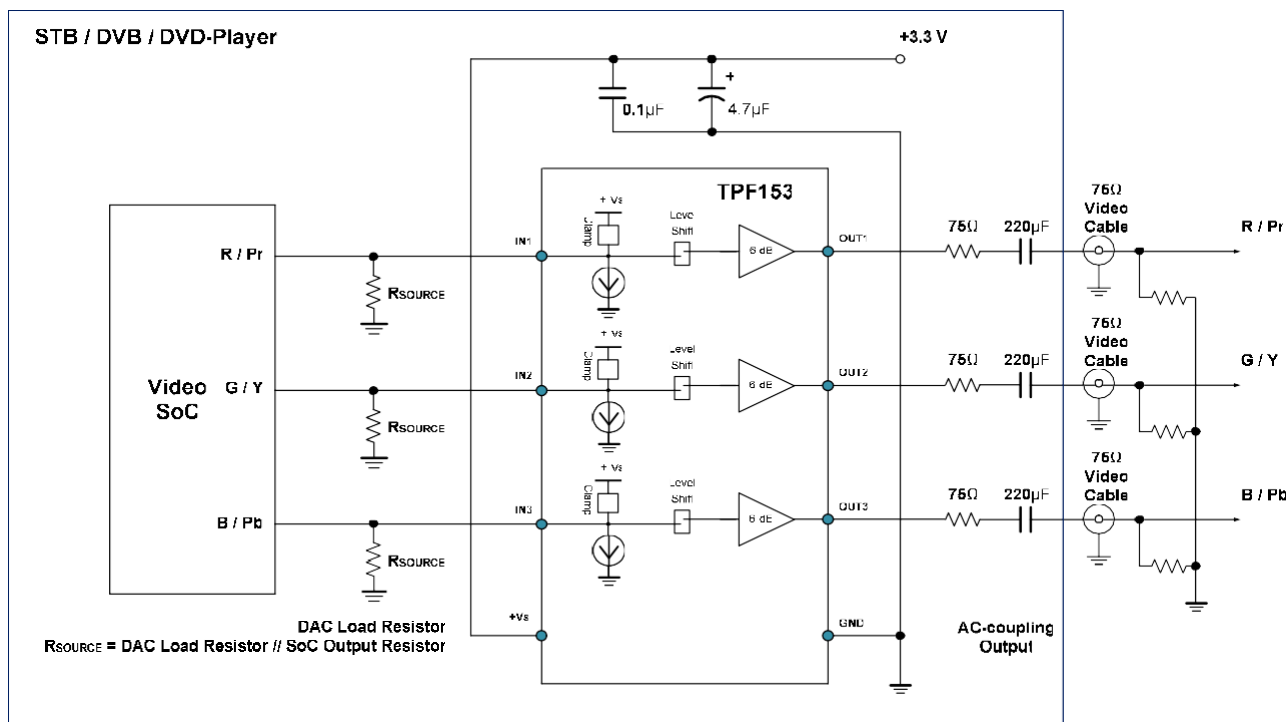 STB / DVB / DVD-Player
+3.3 V
0.1µF
+
4.7µF
TPF153
75Ω
Video
Cable
+ Vs
Clamp
Level
Shift
R / Pr
IN1
6 dB
OUT1
75Ω
220µF
R / Pr
RSOURCE
75Ω
Video
Cable
+ Vs
Clamp
Level
Shift
Video
SoC
G / Y
IN2
6 dB
OUT2
75Ω
220µF
G / Y
RSOURCE
75Ω
Video
Cable
+ Vs
Clamp
Level
Shift
B / Pb
IN3
6 dB
OUT3
75Ω
220µF
B / Pb
RSOURCE
+Vs
GND
DAC Load Resistor
RSOURCE = DAC Load Resistor // SoC Output Resistor
AC-coupling
Output